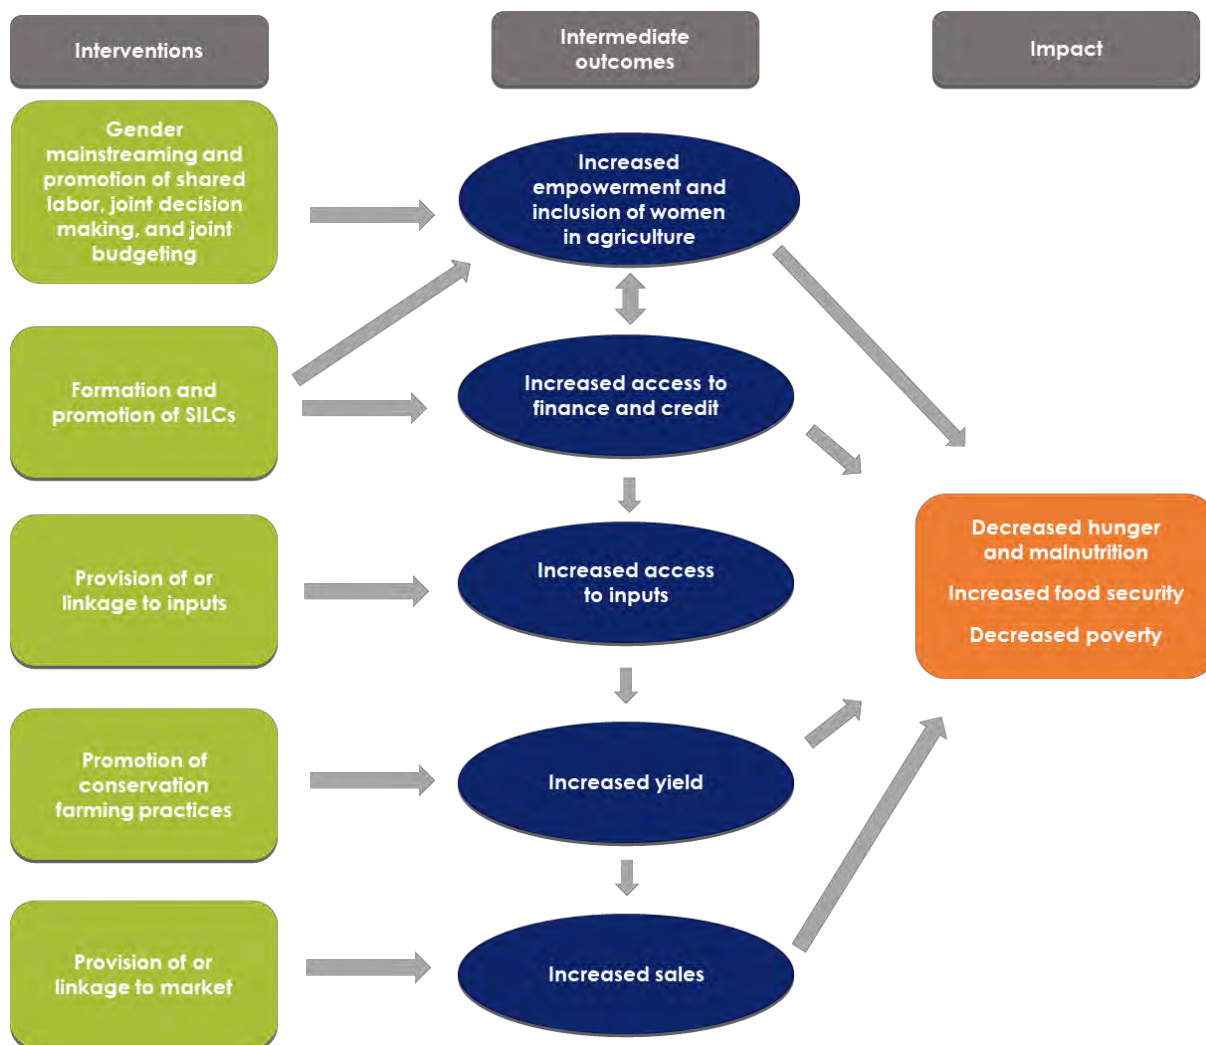 Interventions
Intermediate
outcomes
Impact
Gender
mainstreaming and
promotion of shared
labor, joint decision
making, and joint
budgeting
Increased
empowerment and
inclusion of women
in agriculture
Formation and
promotion of SILCs
Increased access to
finance and credit
Provision of or
linkage to inputs
Increased access
to inputs
Decreased hunger
and malnutrition
Increased food security
Decreased poverty
Promotion of
conservation
farming practices
Increased yield
Provision of or
linkage to market
Increased sales